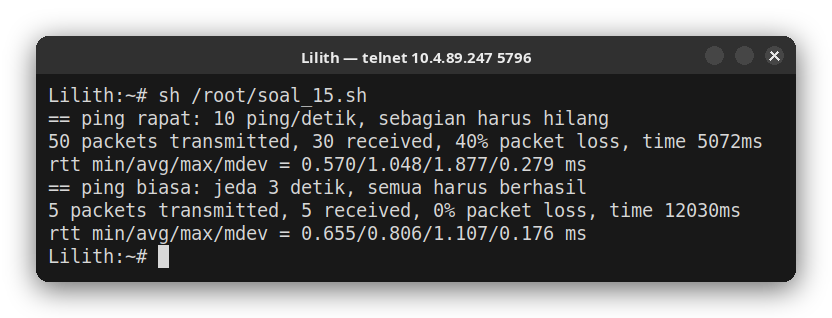 Lilith — telnet 10.4.89.247 5796
Lilith:~# sh /root/soal_15.sh
== ping rapat: 10 ping/detik, sebagian harus hilang
50 packets transmitted, 30 received, 40% packet loss, time 5072ms
rtt min/avg/max/mdev = 0.570/1.048/1.877/0.279 ms
== ping biasa: jeda 3 detik, semua harus berhasil
5 packets transmitted, 5 received, 0% packet loss, time 12030ms
rtt min/avg/max/mdev = 0.655/0.806/1.107/0.176 ms
Lilith:~#